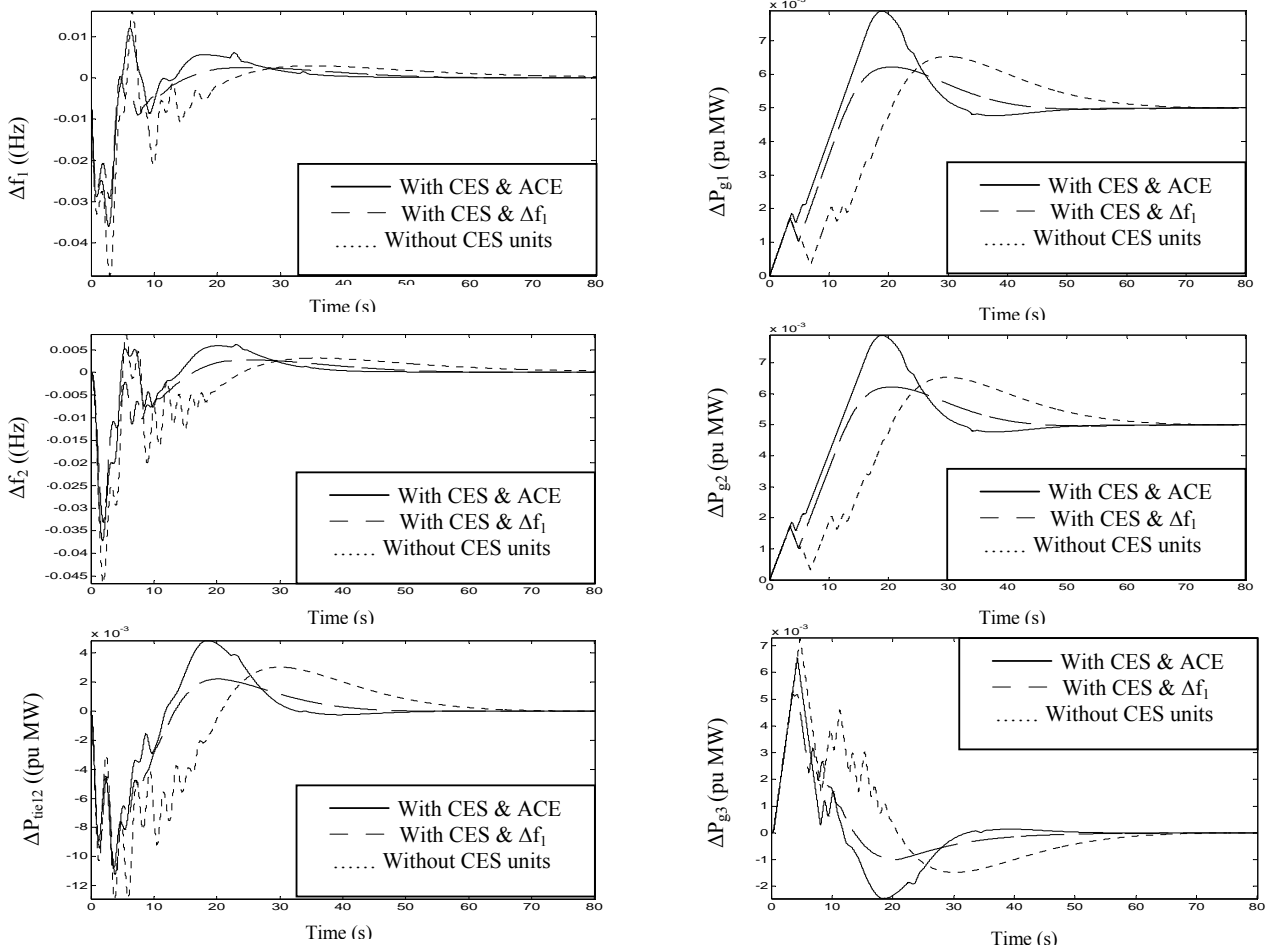 0.01
0
-0.01
-0.02
-0.03
-0.04
Δf1 ((Hz)
With CES & ACE
With CES & Δf1
...... Without CES units
0 10 20 30 40 50 60 70 80
Time (s)
x 10-3
7
6
5
4
3
2
1
0
ΔPg1 (pu MW)
With CES & ACE
With CES & Δf1
...... Without CES units
0 10 20 30 40 50 60 70 80
Time (s)
0.005
0
-0.005
-0.01
-0.015
-0.02
-0.025
-0.03
-0.035
-0.04
-0.045
Δf2 ((Hz)
With CES & ACE
With CES & Δf1
...... Without CES units
0 10 20 30 40 50 60 70 80
Time (s)
x 10-3
7
6
5
4
3
2
1
0
ΔPg2 (pu MW)
With CES & ACE
With CES & Δf1
...... Without CES units
0 10 20 30 40 50 60 70 80
Time (s)
x 10-3
4
2
0
-2
-4
-6
-8
-10
-12
ΔPtie12 ((pu MW)
With CES & ACE
With CES & Δf1
...... Without CES units
0 10 20 30 40 50 60 70 80
Time (s)
x 10-3
7
6
5
4
3
2
1
0
-1
-2
ΔPg3 (pu MW)
With CES & ACE
With CES & Δf1
...... Without CES units
0 10 20 30 40 50 60 70 80
Time (s)